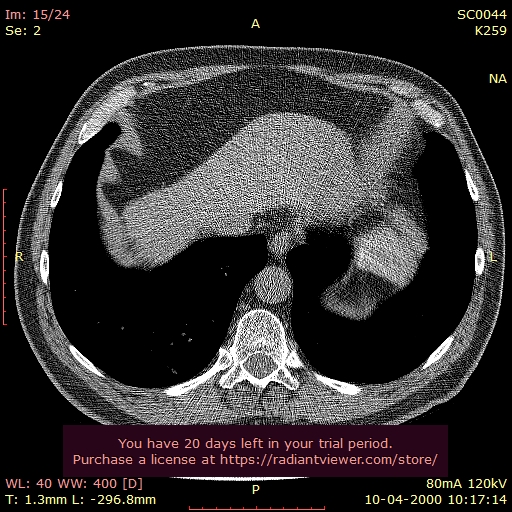 Im: 15/24
Se: 2
A
SC0044
K259
NA
R
L
You have 20 days left in your trial period.
Purchase a license at https://radiantviewer.com/store/
WL: 40 WW: 400 [D]
T: 1.3mm L: -296.8mm
P
80mA 120kV
10-04-2000 10:17:14